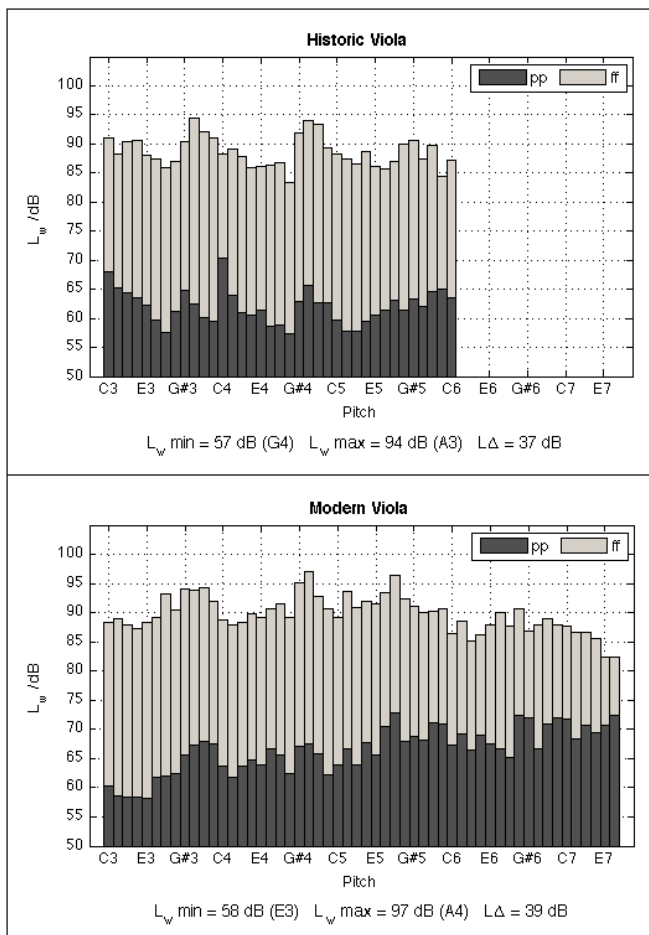 Historic Viola
pp ff
100
95
90
85
80
75
70
65
60
55
50
L_w /dB
C3 E3 G#3 C4 E4 G#4 C5 E5 G#5 C6 E6 G#6 C7 E7
Pitch
L_w min = 57 dB (G4) L_w max = 94 dB (A3) LΔ = 37 dB
Modern Viola
pp ff
100
95
90
85
80
75
70
65
60
55
50
L_w /dB
C3 E3 G#3 C4 E4 G#4 C5 E5 G#5 C6 E6 G#6 C7 E7
Pitch
L_w min = 58 dB (E3) L_w max = 97 dB (A4) LΔ = 39 dB